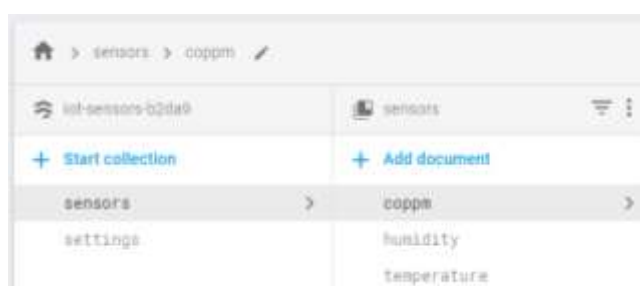 sensors > coppm
iot-sensors-b2da9
sensors
+ Start collection
+ Add document
sensors >
coppm >
settings
humidity
temperature